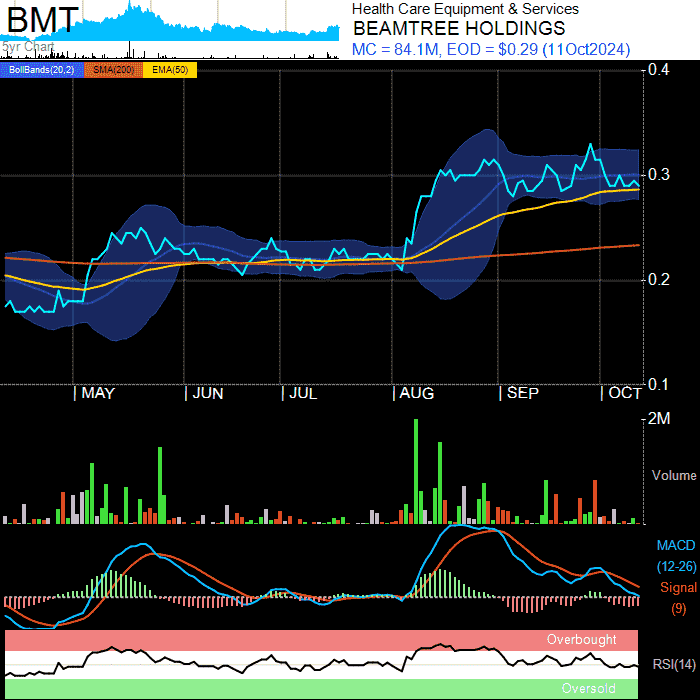 BMT
5yr Chart
Health Care Equipment & Services
BEAMTREE HOLDINGS
MC = 84.1M, EOD = $0.29 (11Oct2024)
BollBands(20,2) SMA(200) EMA(50)
0.4
0.3
0.2
0.1
MAY JUN JUL AUG SEP OCT
2M
Volume
MACD
(12-26)
Signal
(9)
Overbought
RSI(14)
Oversold